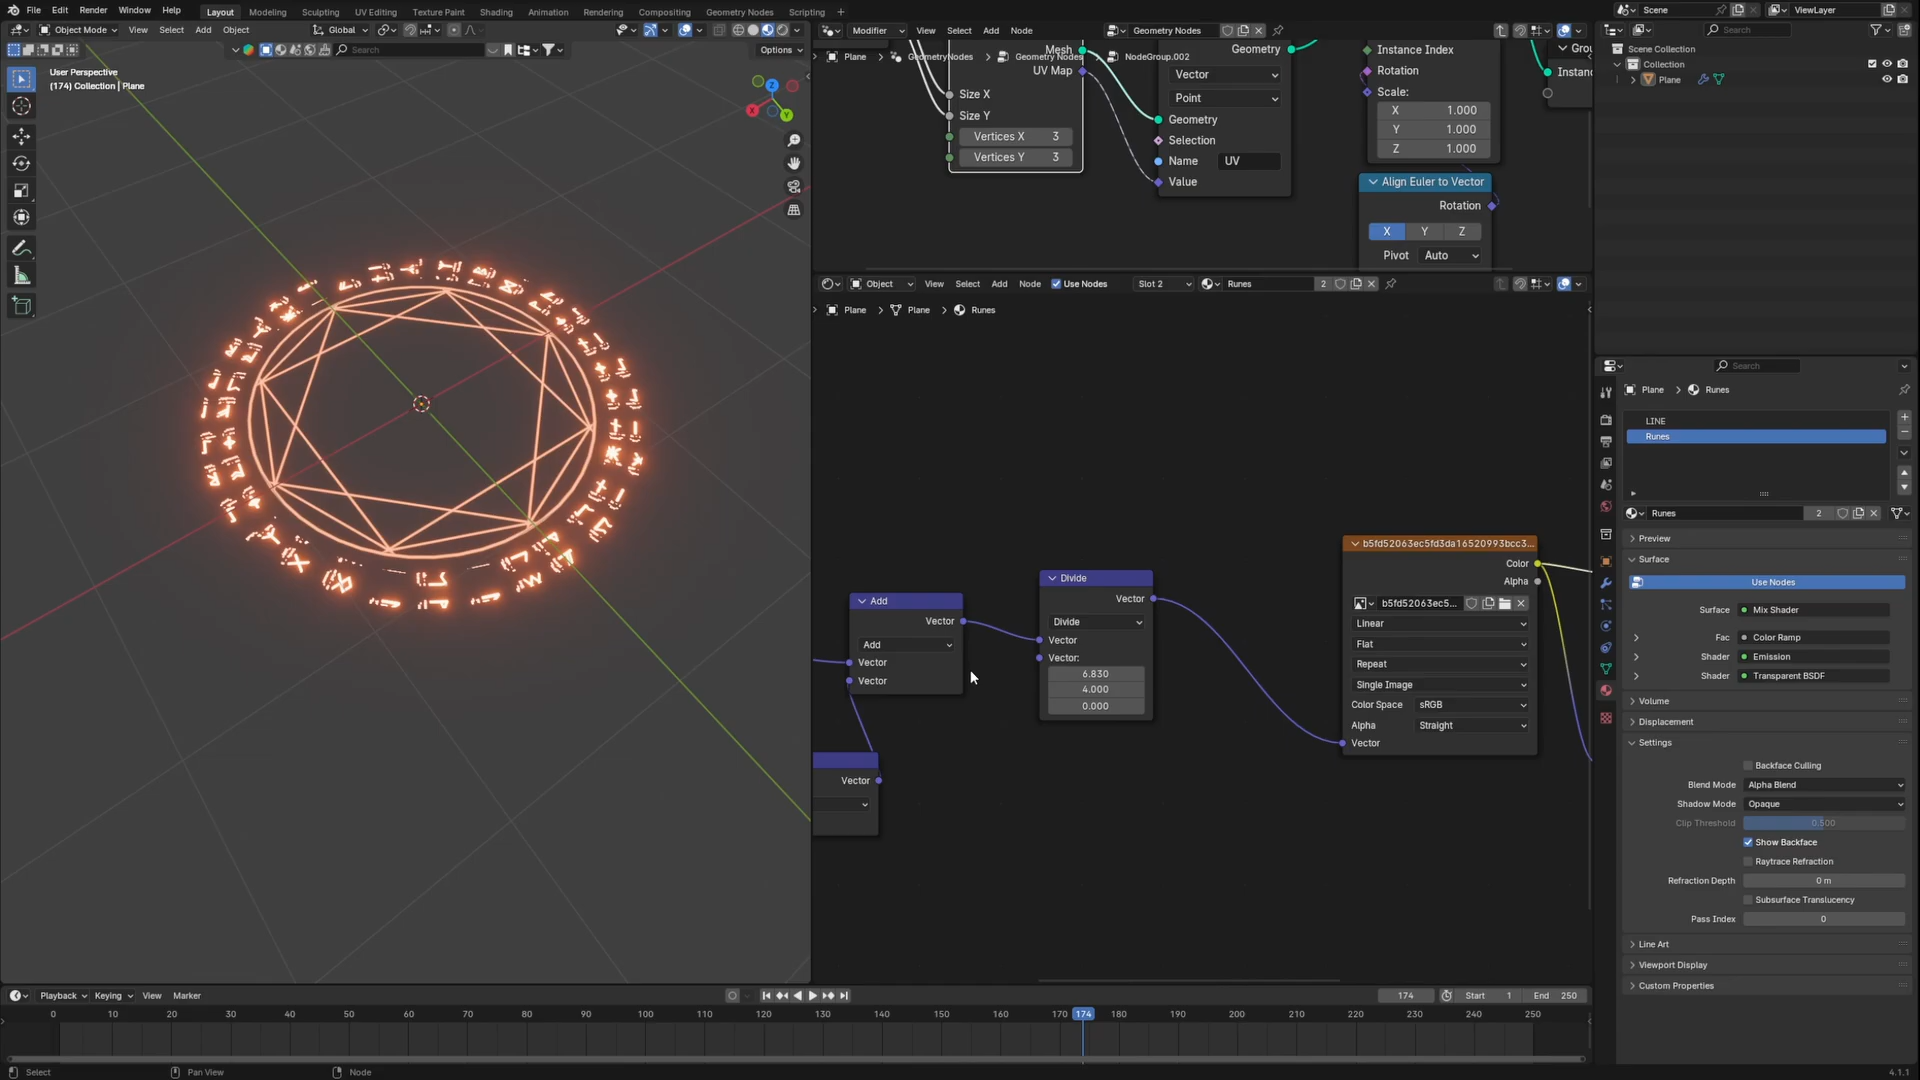 File Edit Render Window Help
Layout Modeling Sculpting UV Editing Texture Paint Shading Animation Rendering Compositing Geometry Nodes Scripting +
Scene ViewLayer
Object Mode View Select Add Object Global
Search Options
User Perspective
(174) Collection | Plane
Z
Y
X
Modifier View Select Add Node Geometry Nodes
Plane GeometryNodes Geometry Nodes NodeGroup.002
Mesh
UV Map
Size X
Size Y
Vertices X 3
Vertices Y 3
Geometry
Vector
Point
Geometry
Selection
Name UV
Value
Instance Index
Rotation
Scale:
X 1.000
Y 1.000
Z 1.000
Align Euler to Vector
Rotation
X Y Z
Pivot Auto
Object View Select Add Node Use Nodes Slot 2 Runes 2
Plane Plane Runes
Add
Vector
Add
Vector
Vector
Vector
Divide
Vector
Divide
Vector
Vector:
6.830
4.000
0.000
b5fd52063ec5fd3da16520993bcc3...
Color
Alpha
b5fd52063ec5...
Linear
Flat
Repeat
Single Image
Color Space sRGB
Alpha Straight
Vector
Search
Scene Collection
Collection
Plane
Search
Plane Runes
LINE
Runes
Runes 2
Preview
Surface
Use Nodes
Surface Mix Shader
Fac Color Ramp
Shader Emission
Shader Transparent BSDF
Volume
Displacement
Settings
Backface Culling
Blend Mode Alpha Blend
Shadow Mode Opaque
Clip Threshold 0.500
Show Backface
Raytrace Refraction
Refraction Depth 0 m
Subsurface Translucency
Pass Index 0
Line Art
Viewport Display
Custom Properties
Playback Keying View Marker 174 Start 1 End 250
0 10 20 30 40 50 60 70 80 90 100 110 120 130 140 150 160 170 174 180 190 200 210 220 230 240 250
Select Pan View Node 4.1.1